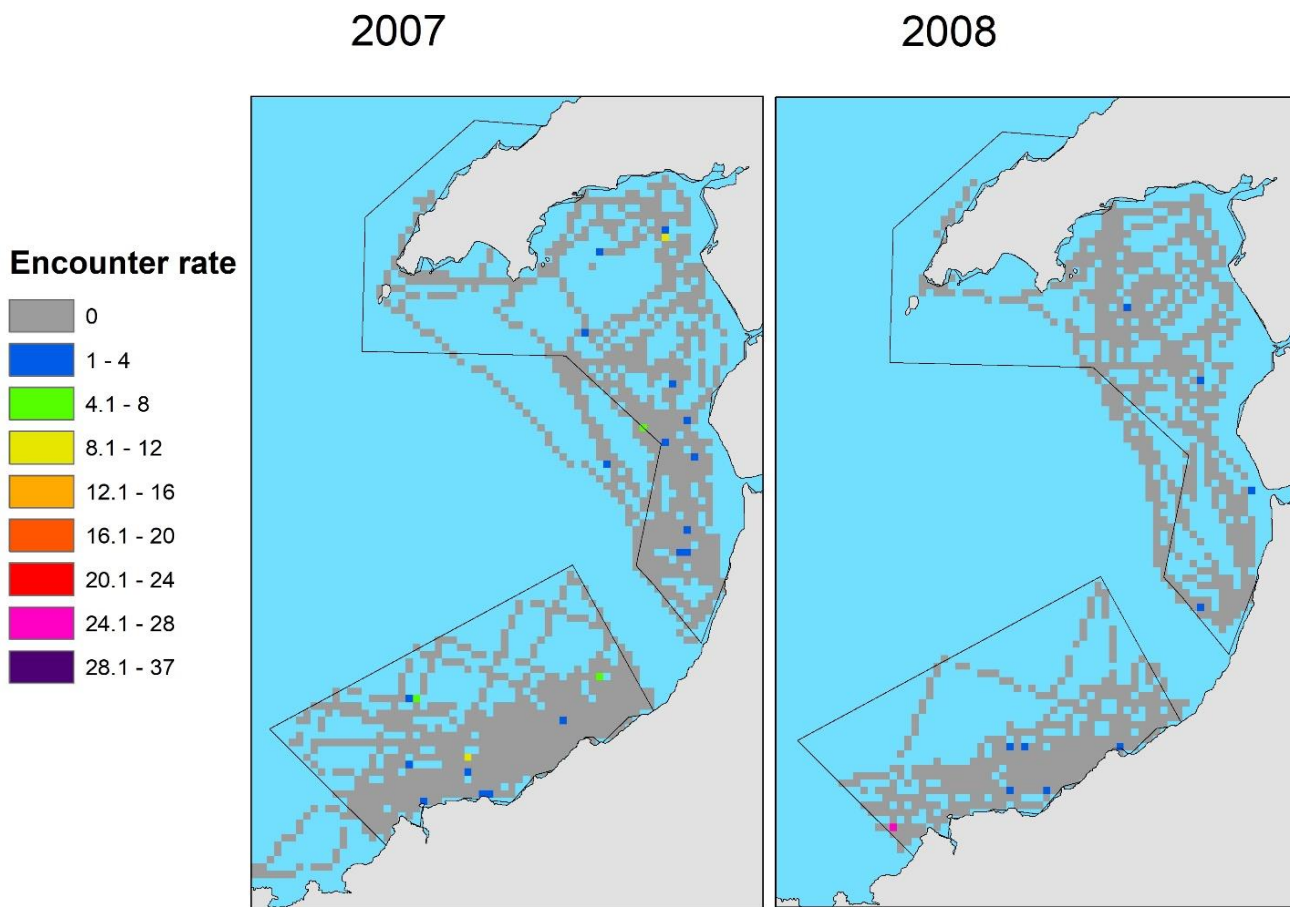 2007
2008
Encounter rate
0
1 - 4
4.1 - 8
8.1 - 12
12.1 - 16
16.1 - 20
20.1 - 24
24.1 - 28
28.1 - 37